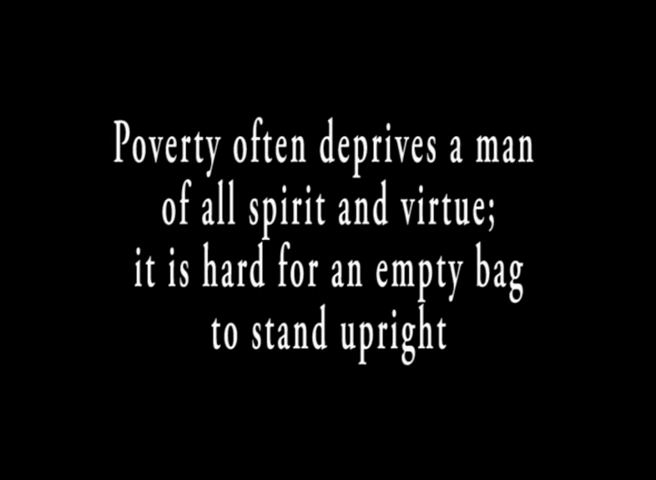 Poverty often deprives a man
of all spirit and virtue;
it is hard for an empty bag
to stand upright